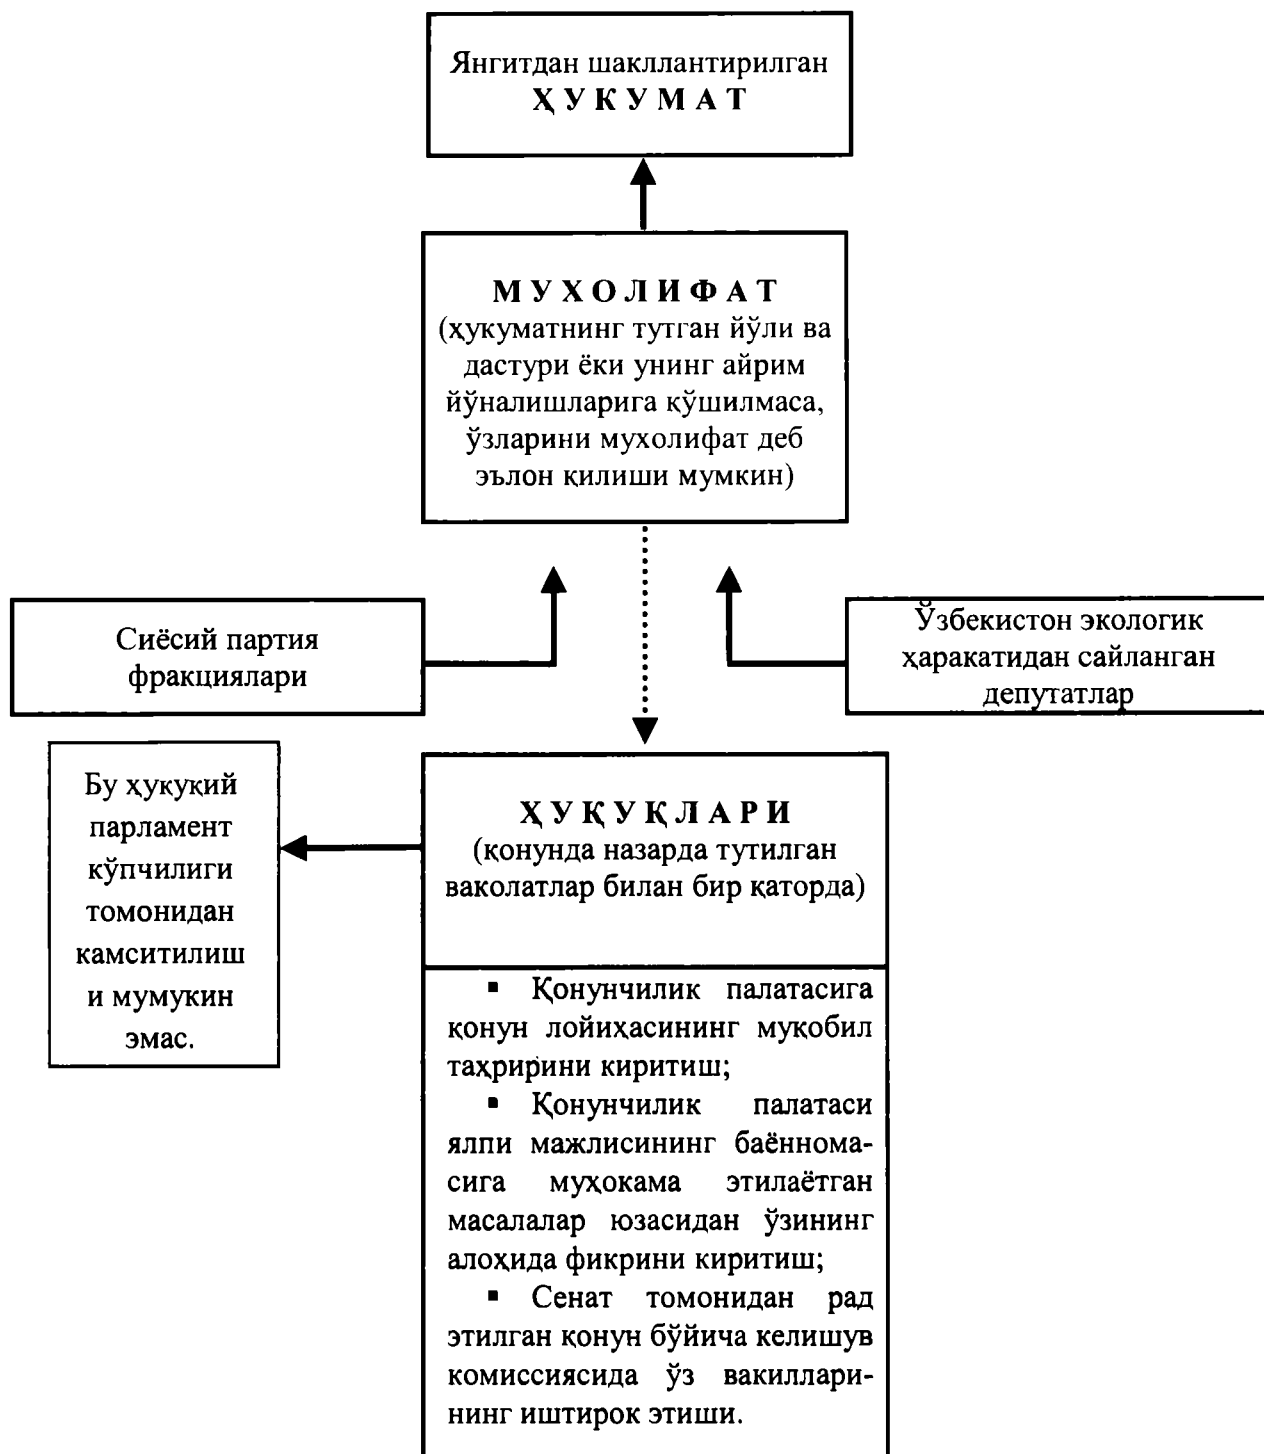 Янгитдан шакллантирилган
ҲУКУМАТ
МУХОЛИФАТ
(ҳукуматнинг тутган йўли ва
дастури ёки унинг айрим
йўналишларига қўшилмаса,
ўзларини мухолифат деб
эълон қилиши мумкин)
Сиёсий партия
фракциялари
Ўзбекистон экологик
ҳаракатидан сайланган
депутатлар
Бу ҳуқуқий
парламент
кўпчилиги
томонидан
камситилиш
и мумукин
эмас.
ҲУҚУҚЛАРИ
(қонунда назарда тутилган
ваколатлар билан бир қаторда)
▪ Қонунчилик палатасига
қонун лойиҳасининг муқобил
таҳририни киритиш;
▪ Қонунчилик палатаси
ялпи мажлисининг баённома-
сига муҳокама этилаётган
масалалар юзасидан ўзининг
алоҳида фикрини киритиш;
▪ Сенат томонидан рад
этилган қонун бўйича келишув
комиссиясида ўз вакиллари-
нинг иштирок этиши.